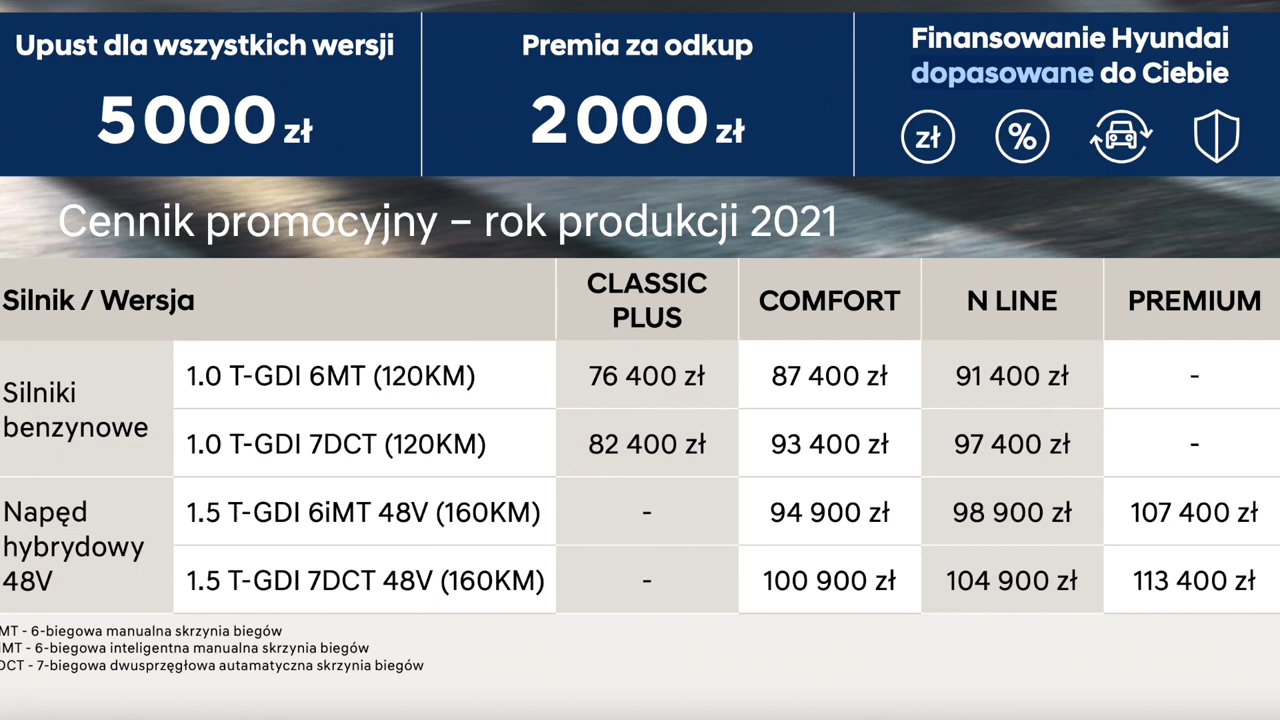 Upust dla wszystkich wersji
5 000 zł
Premia za odkup
2 000 zł
Finansowanie Hyundai
dopasowane do Ciebie
zł
%
Cennik promocyjny – rok produkcji 2021
Silnik / Wersja
CLASSIC
PLUS
COMFORT
N LINE
PREMIUM
Silniki
benzynowe
1.0 T-GDI 6MT (120KM)
76 400 zł
87 400 zł
91 400 zł
-
1.0 T-GDI 7DCT (120KM)
82 400 zł
93 400 zł
97 400 zł
-
Napęd
hybrydowy
48V
1.5 T-GDI 6iMT 48V (160KM)
-
94 900 zł
98 900 zł
107 400 zł
1.5 T-GDI 7DCT 48V (160KM)
-
100 900 zł
104 900 zł
113 400 zł
MT - 6-biegowa manualna skrzynia biegów
iMT - 6-biegowa inteligentna manualna skrzynia biegów
DCT - 7-biegowa dwusprzęgłowa autamatyczna skrzynia biegów